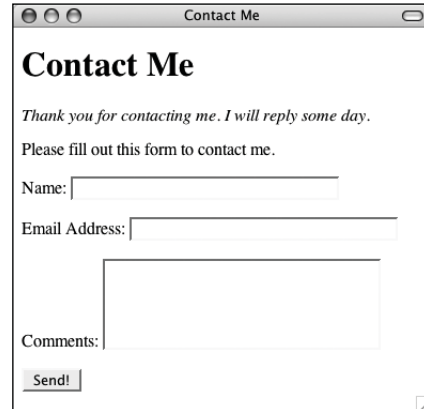 Contact Me
Contact Me
Thank you for contacting me. I will reply some day.
Please fill out this form to contact me.
Name:
Email Address:
Comments:
Send!